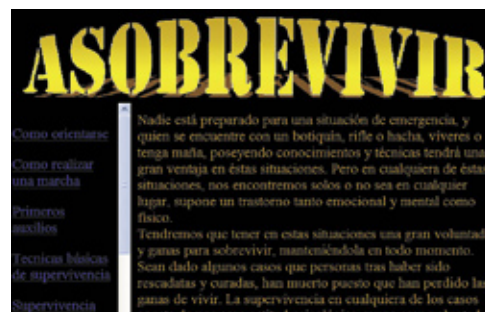 ASOBREVIVIR
Como orientarse
Como realizar
una marcha
Primeros
auxilios
Tecnicas básicas
de supervivencia
Supervivencia
Nadie está preparado para una situación de emergencia, y
quien se encuentre con un botiquín, rifle o hacha, víveres o
tenga maña, poseyendo conocimientos y técnicas tendrá una
gran ventaja en éstas situaciones. Pero en cualquiera de éstas
situaciones, nos encontremos solos o no sea en cualquier
lugar, supone un trastorno tanto emocional y mental como
físico.
Tendremos que tener en estas situaciones una gran voluntad
y ganas para sobrevivir, manteniéndola en todo momento.
Sean dado algunos casos que personas tras haber sido
rescatadas y curadas, han muerto puesto que han perdido las
ganas de vivir. La supervivencia en cualquiera de los casos